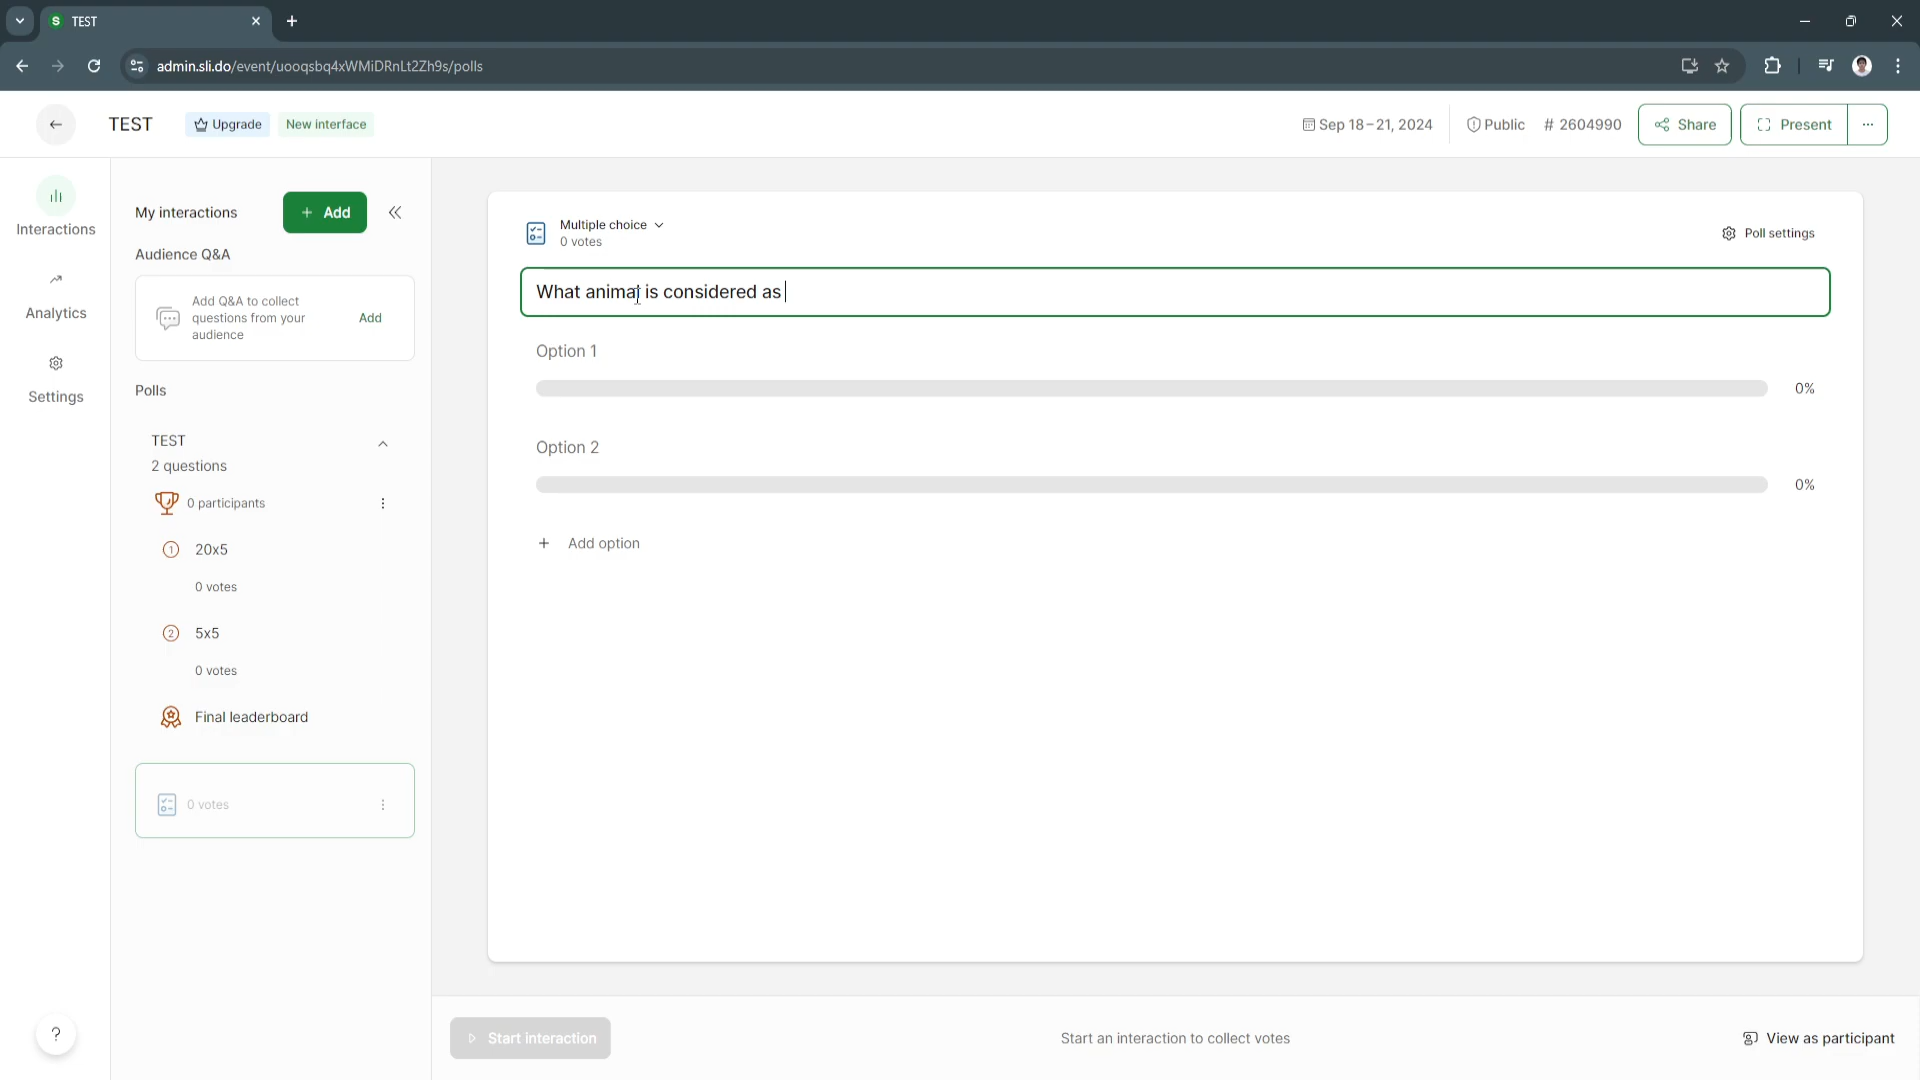 TEST
admin.sli.do/event/uooqsbq4xWMiDRnLt2Zh9s/polls
TEST
Upgrade
New interface
Sep 18 – 21, 2024
Public
# 2604990
Share
Present
Interactions
Analytics
Settings
My interactions
+ Add
Audience Q&A
Add Q&A to collect
questions from your
audience
Add
Polls
TEST
2 questions
0 participants
1 20x5
0 votes
2 5x5
0 votes
Final leaderboard
0 votes
Multiple choice
0 votes
Poll settings
What animal is considered as
Option 1
0%
Option 2
0%
+ Add option
Start interaction
Start an interaction to collect votes
View as participant
?